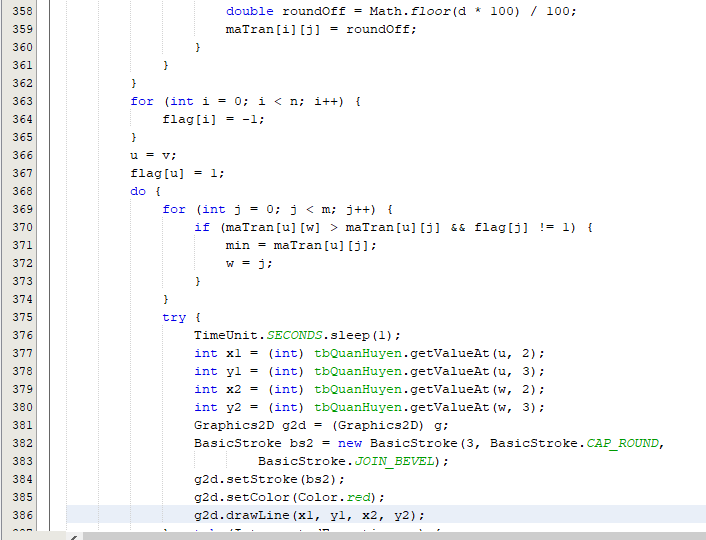 358 double roundOff = Math.floor(d * 100) / 100;
359 maTran[i][j] = roundOff;
360 }
361 }
362 }
363 for (int i = 0; i < n; i++) {
364 flag[i] = -1;
365 }
366 u = v;
367 flag[u] = 1;
368 do {
369 for (int j = 0; j < m; j++) {
370 if (maTran[u][w] > maTran[u][j] && flag[j] != 1) {
371 min = maTran[u][j];
372 w = j;
373 }
374 }
375 try {
376 TimeUnit.SECONDS.sleep(1);
377 int x1 = (int) tbQuanHuyen.getValueAt(u, 2);
378 int y1 = (int) tbQuanHuyen.getValueAt(u, 3);
379 int x2 = (int) tbQuanHuyen.getValueAt(w, 2);
380 int y2 = (int) tbQuanHuyen.getValueAt(w, 3);
381 Graphics2D g2d = (Graphics2D) g;
382 BasicStroke bs2 = new BasicStroke(3, BasicStroke.CAP_ROUND,
383 BasicStroke.JOIN_BEVEL);
384 g2d.setStroke(bs2);
385 g2d.setColor(Color.red);
386 g2d.drawLine(x1, y1, x2, y2);